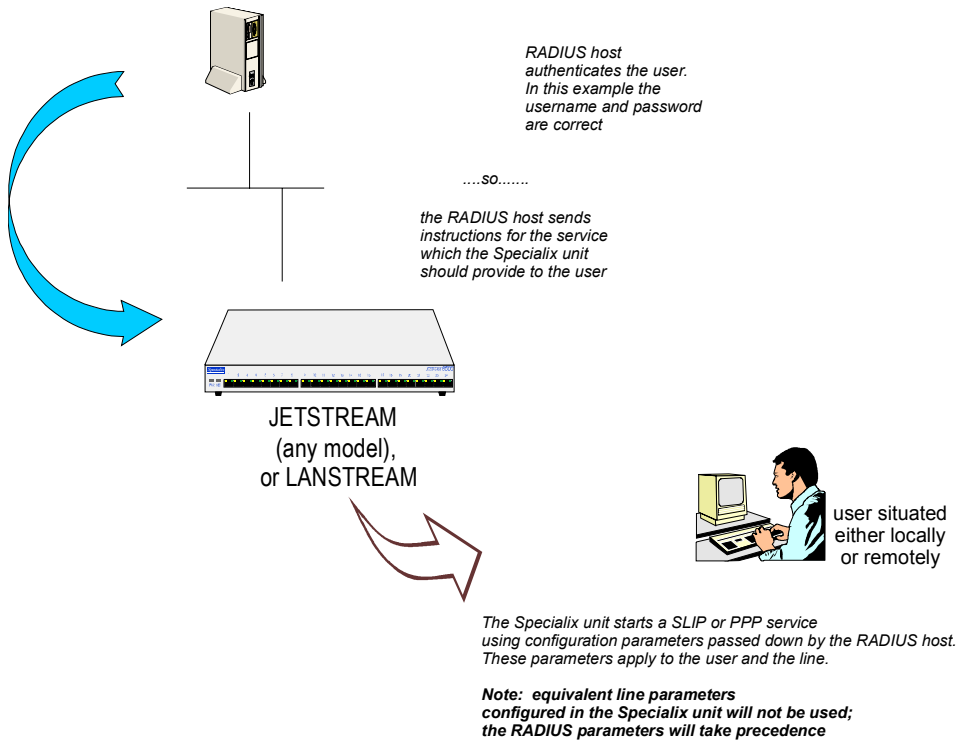 RADIUS host
authenticates the user.
In this example the
username and password
are correct
....so.......
the RADIUS host sends
instructions for the service
which the Specialix unit
should provide to the user
JETSTREAM
(any model),
or LANSTREAM
user situated
either locally
or remotely
The Specialix unit starts a SLIP or PPP service
using configuration parameters passed down by the RADIUS host.
These parameters apply to the user and the line.
Note: equivalent line parameters
configured in the Specialix unit will not be used;
the RADIUS parameters will take precedence